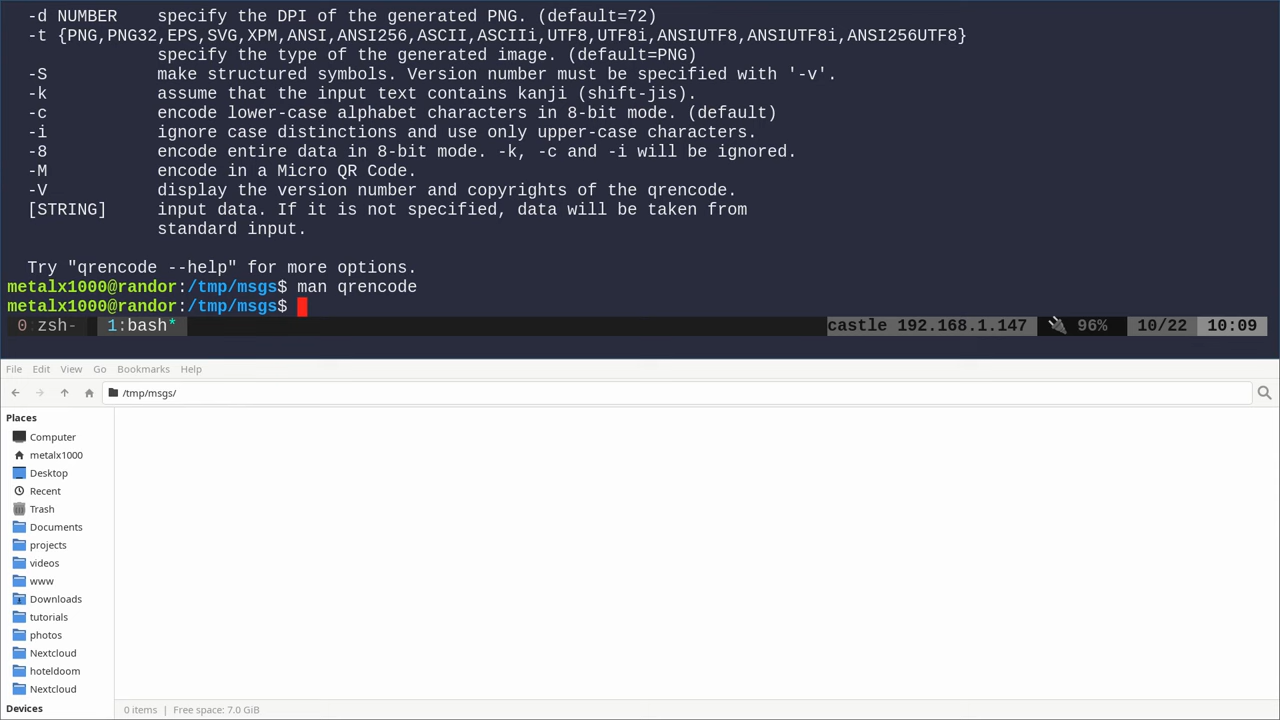 -d NUMBER    specify the DPI of the generated PNG. (default=72)
-t {PNG,PNG32,EPS,SVG,XPM,ANSI,ANSI256,ASCII,ASCIIi,UTF8,UTF8i,ANSIUTF8,ANSIUTF8i,ANSI256UTF8}
specify the type of the generated image. (default=PNG)
-S           make structured symbols. Version number must be specified with '-v'.
-k           assume that the input text contains kanji (shift-jis).
-c           encode lower-case alphabet characters in 8-bit mode. (default)
-i           ignore case distinctions and use only upper-case characters.
-8           encode entire data in 8-bit mode. -k, -c and -i will be ignored.
-M           encode in a Micro QR Code.
-V           display the version number and copyrights of the qrencode.
[STRING]     input data. If it is not specified, data will be taken from
standard input.
Try "qrencode --help" for more options.
metalx1000@randor:/tmp/msgs$ man qrencode
metalx1000@randor:/tmp/msgs$
0:zsh-  1:bash*  castle 192.168.1.147  🔌 96%  10/22  10:09
File  Edit  View  Go  Bookmarks  Help
/tmp/msgs/
Places
Computer
metalx1000
Desktop
Recent
Trash
Documents
projects
videos
www
Downloads
tutorials
photos
Nextcloud
hoteldoom
Nextcloud
Devices
0 items | Free space: 7.0 GiB